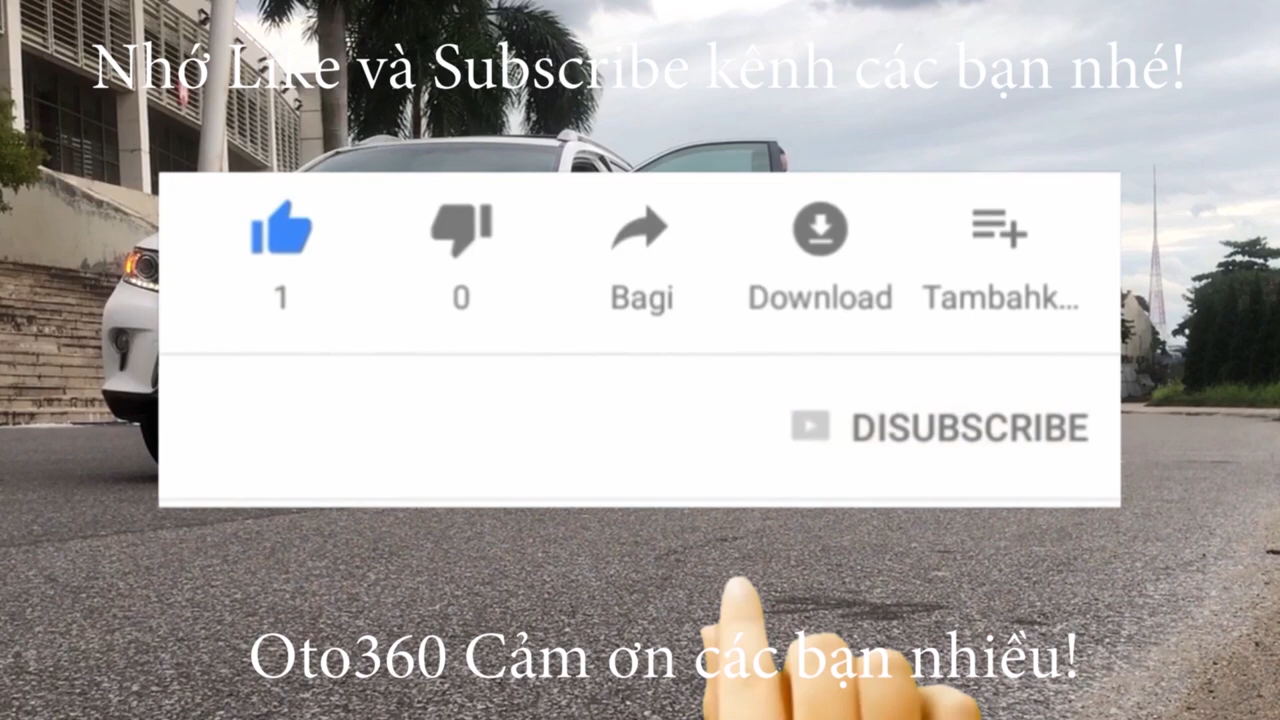 Nhớ Like và Subscribe kênh các bạn nhé!
1 0 Bagi Download Tambahk...
DISUBSCRIBE
Oto360 Cảm ơn các bạn nhiều!